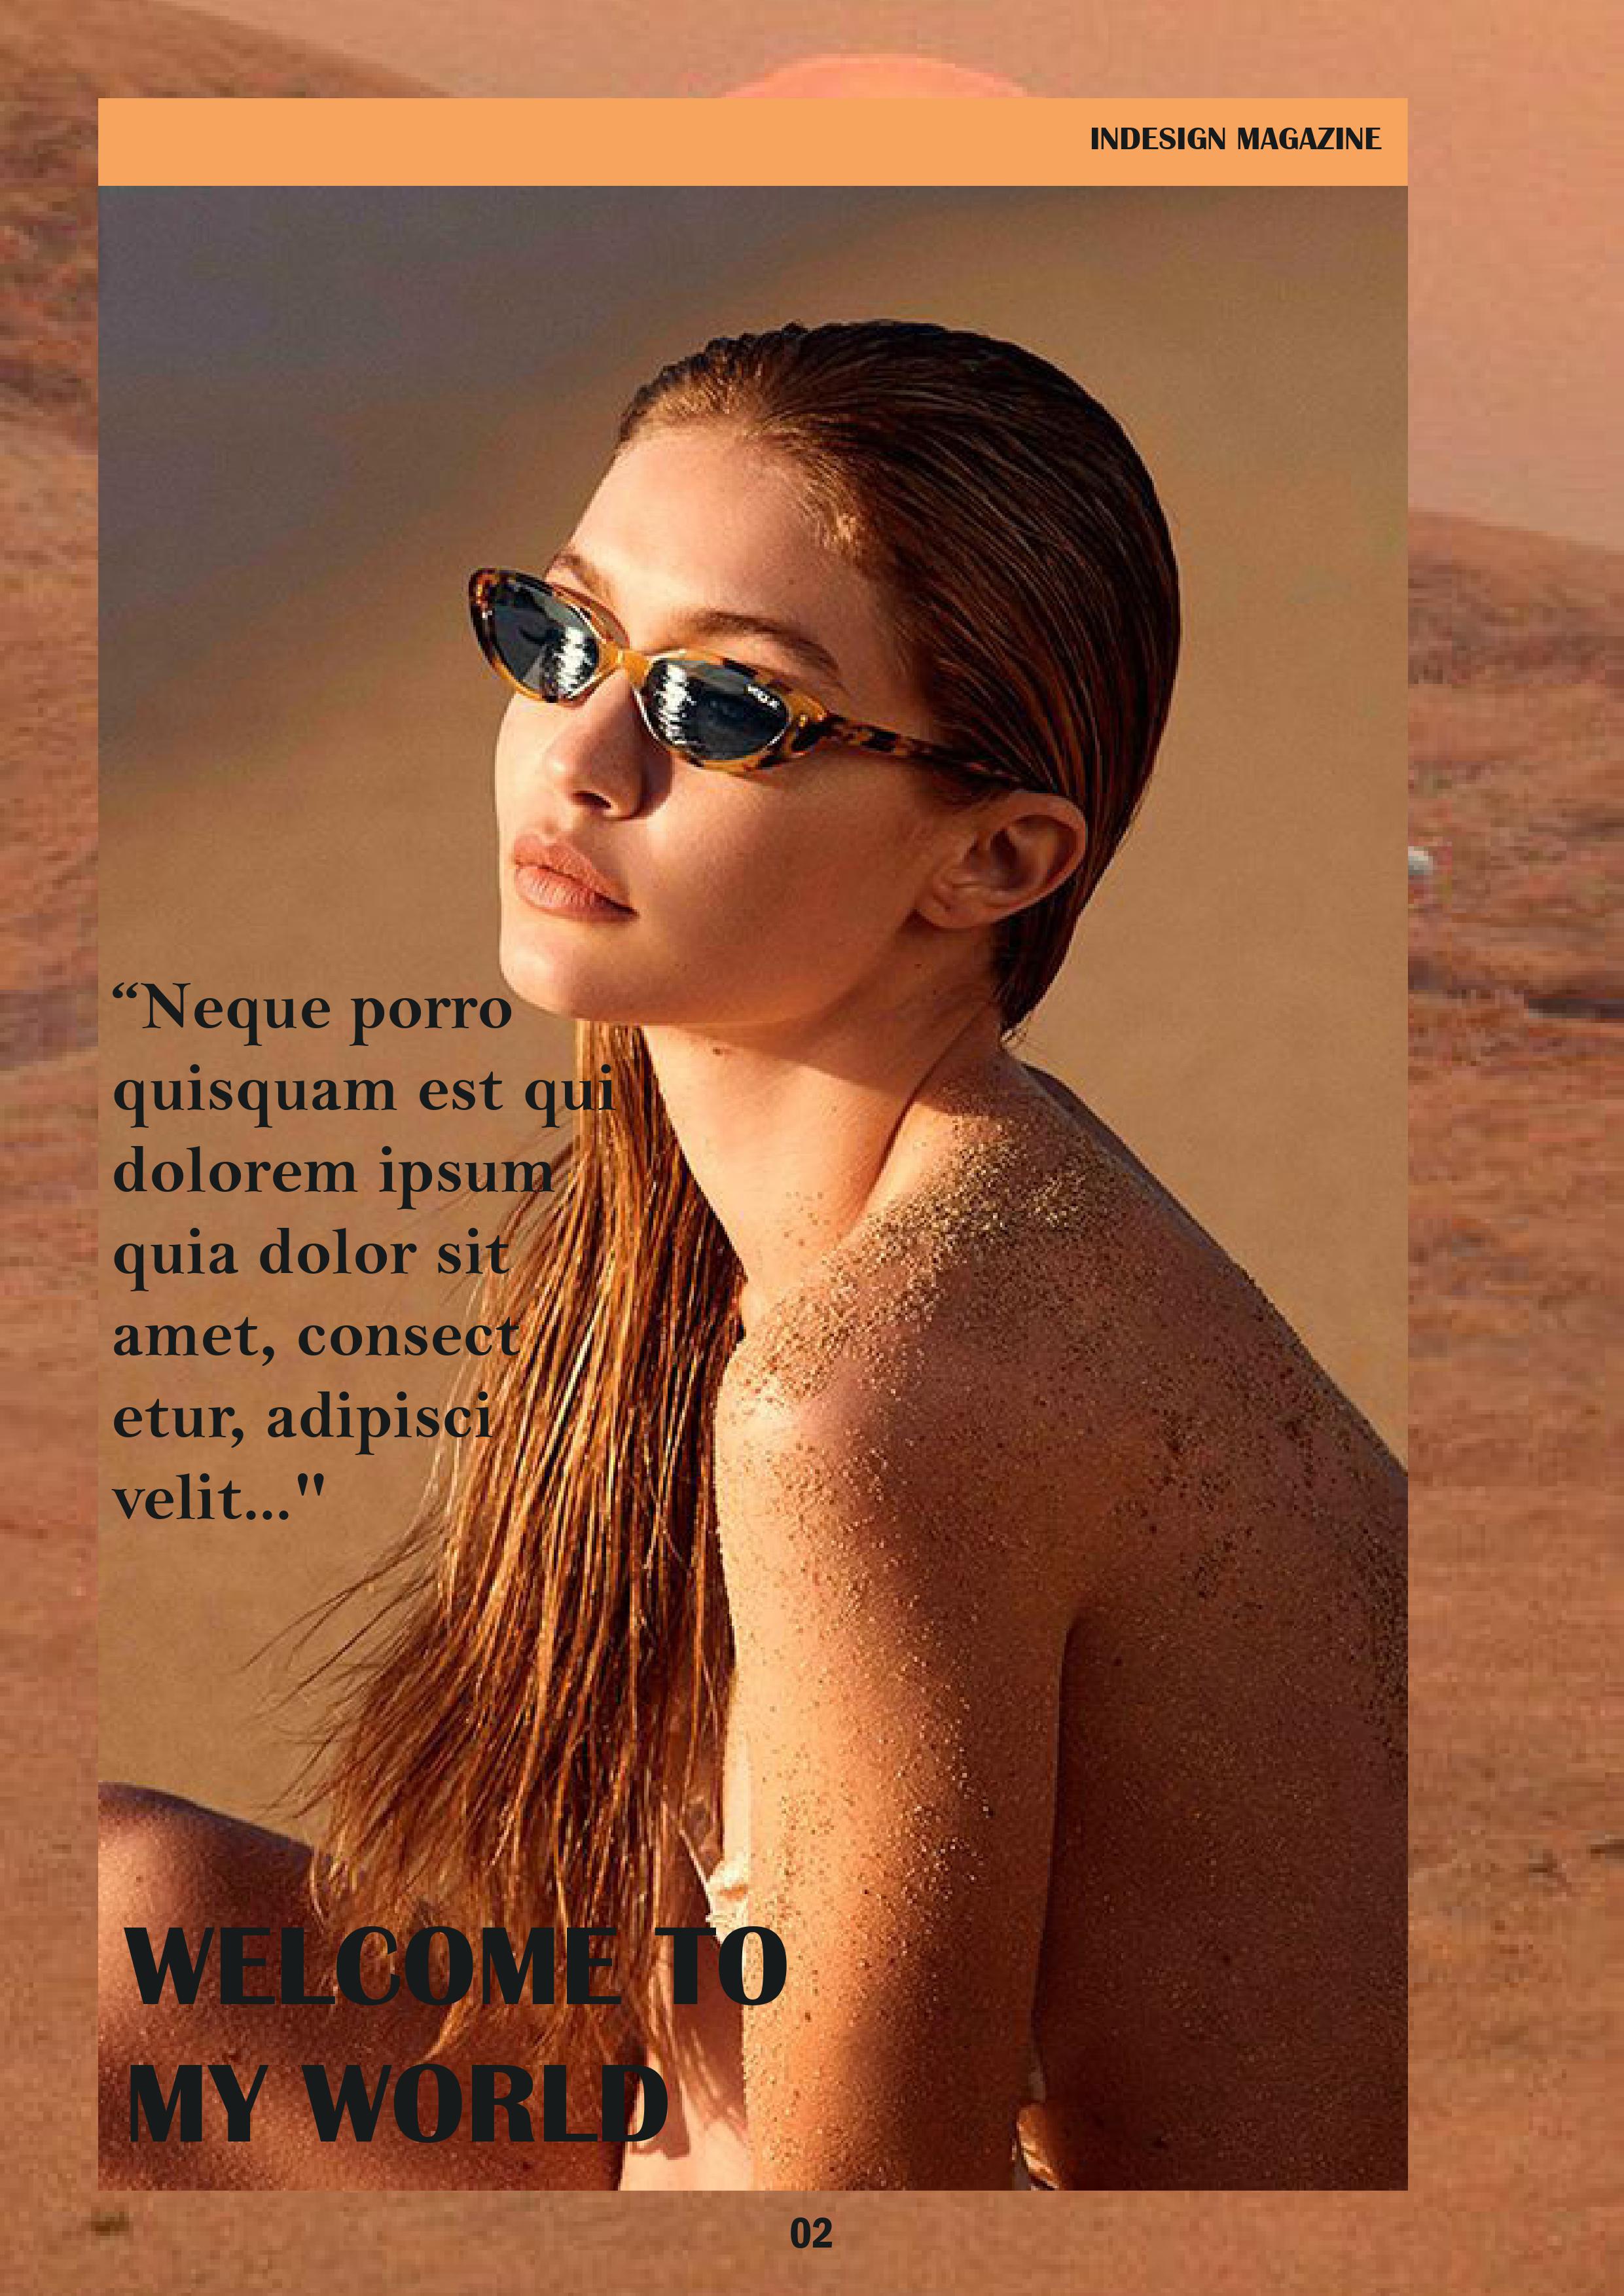 INDESIGN MAGAZINE
“Neque porro
quisquam est qui
dolorem ipsum
quia dolor sit
amet, consect
etur, adipisci
velit..."
WELCOME TO
MY WORLD
02